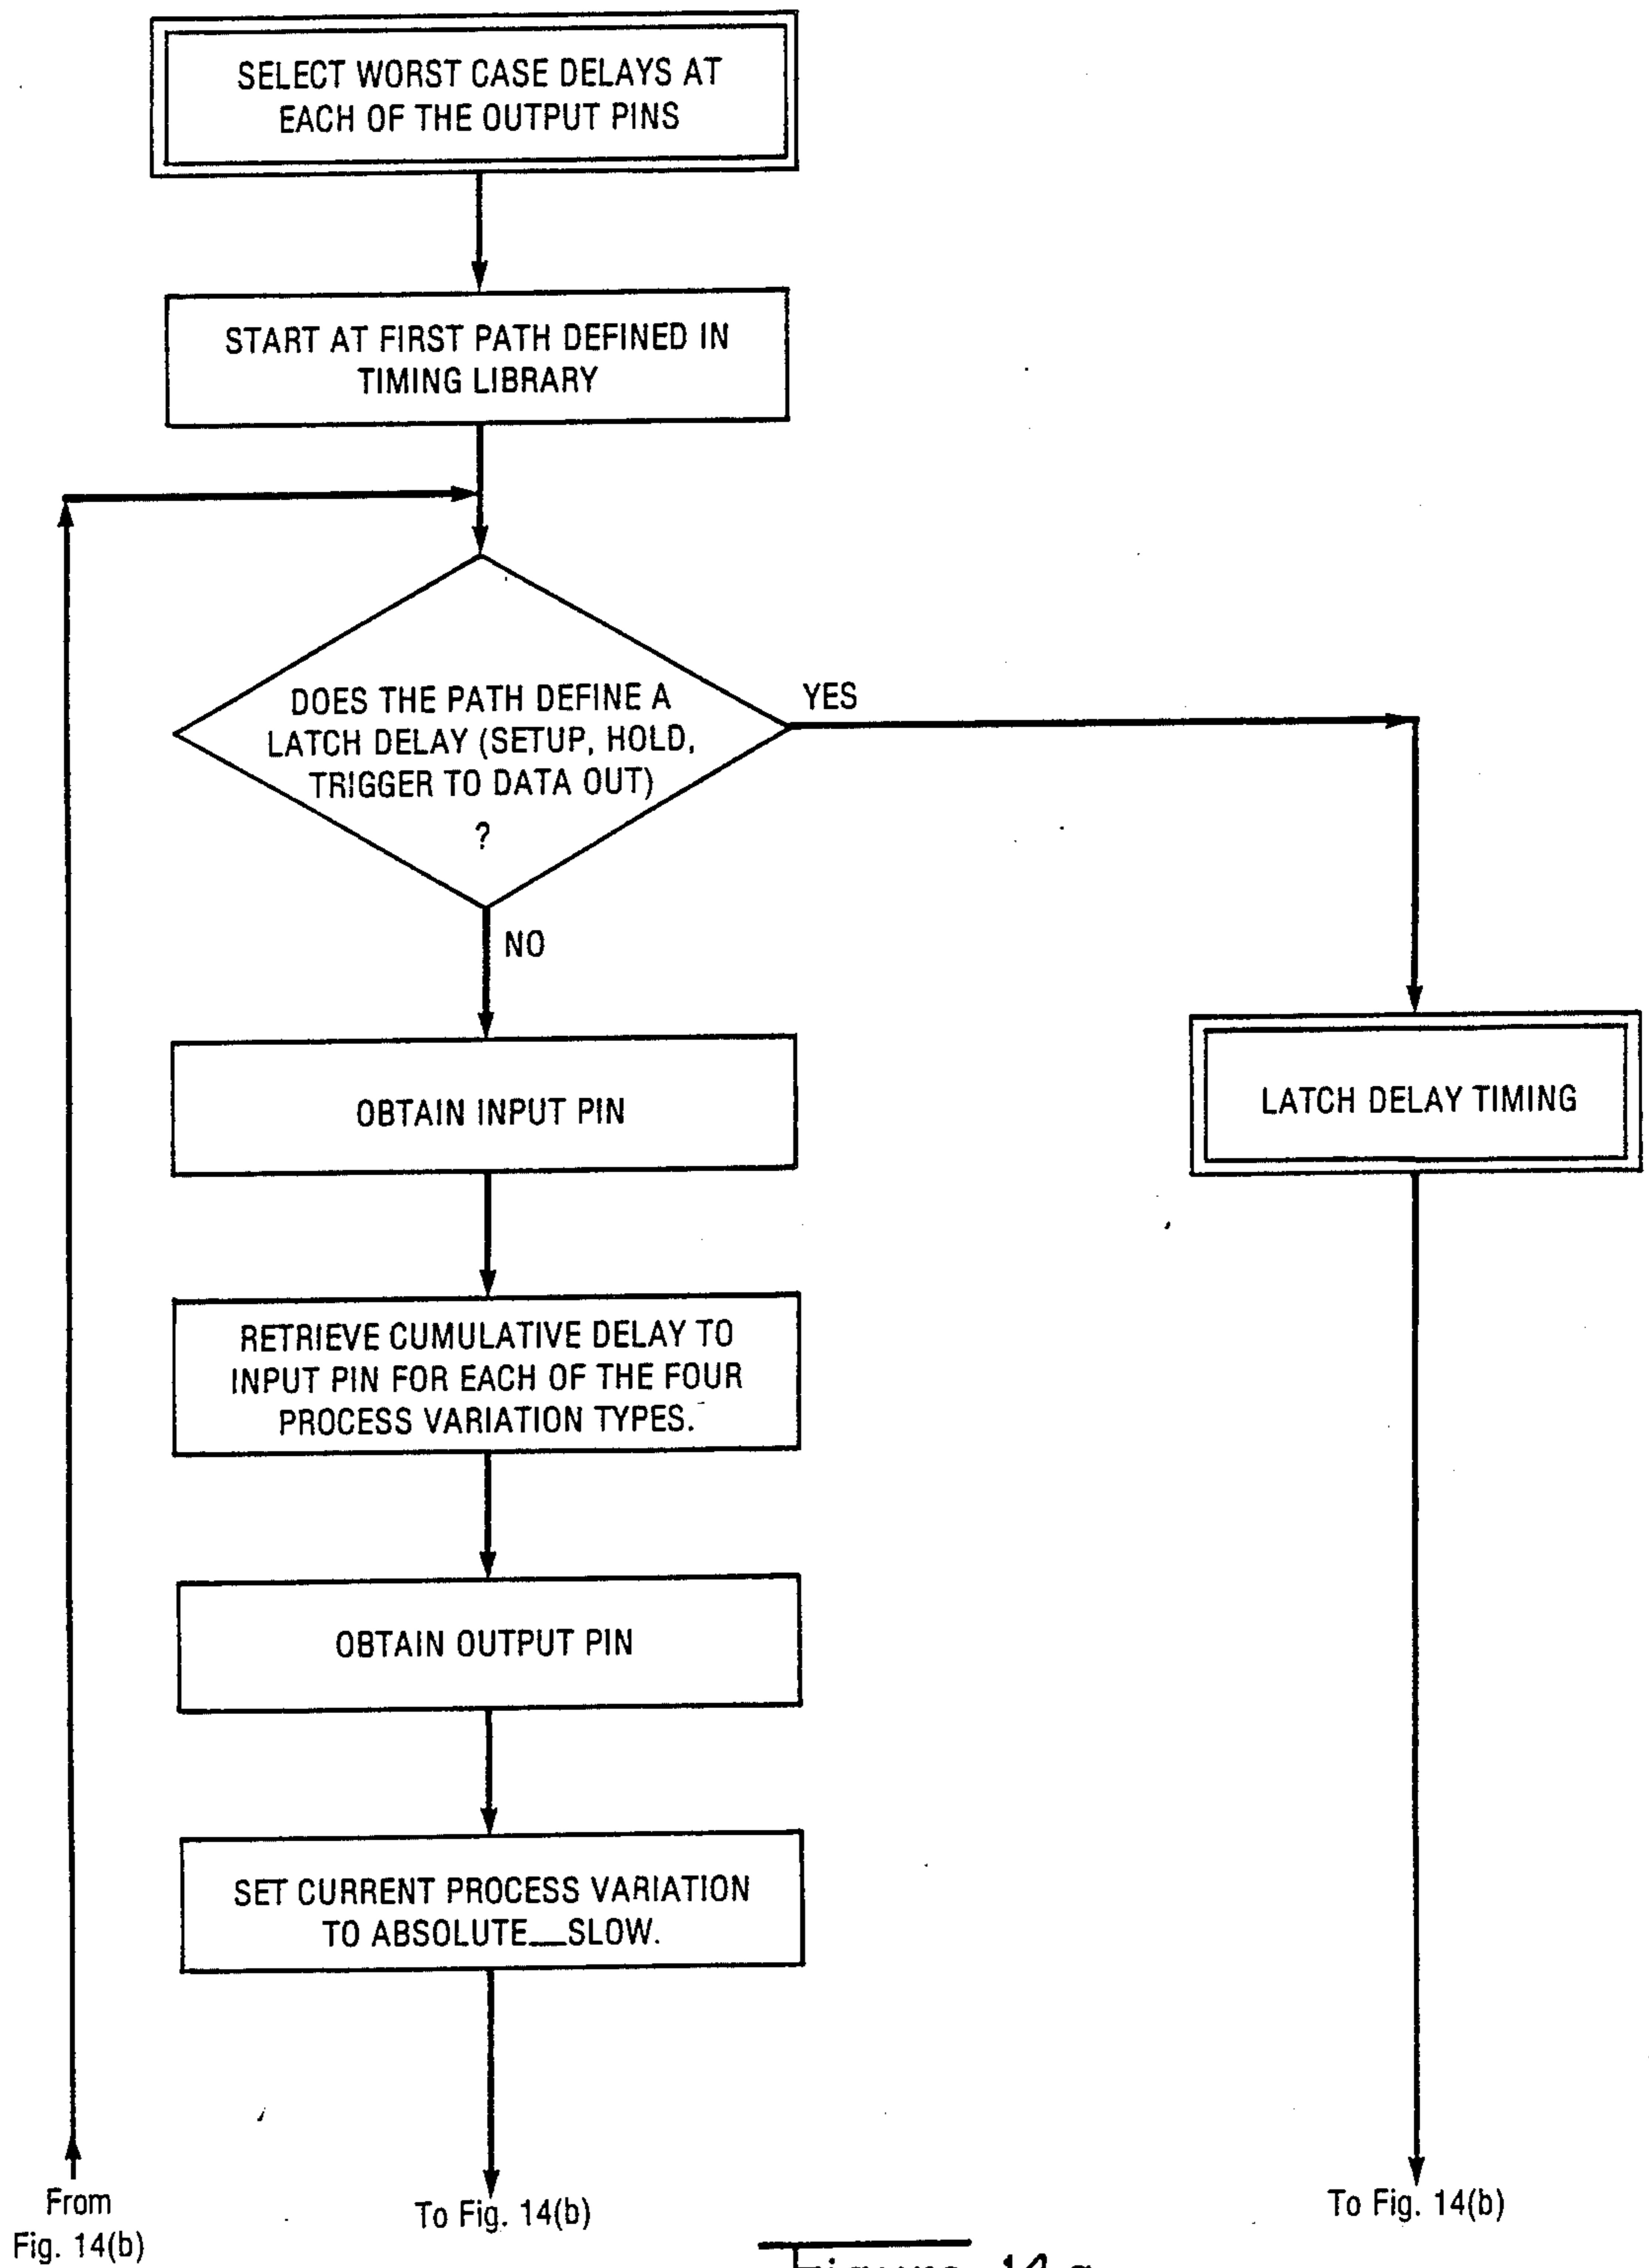 SELECT WORST CASE DELAYS AT
EACH OF THE OUTPUT PINS
START AT FIRST PATH DEFINED IN
TIMING LIBRARY
DOES THE PATH DEFINE A
LATCH DELAY (SETUP, HOLD,
TRIGGER TO DATA OUT)
?
YES
NO
OBTAIN INPUT PIN
LATCH DELAY TIMING
RETRIEVE CUMULATIVE DELAY TO
INPUT PIN FOR EACH OF THE FOUR
PROCESS VARIATION TYPES.
OBTAIN OUTPUT PIN
SET CURRENT PROCESS VARIATION
TO ABSOLUTE__SLOW.
From
Fig. 14(b)
To Fig. 14(b)
To Fig. 14(b)
Figure 14a